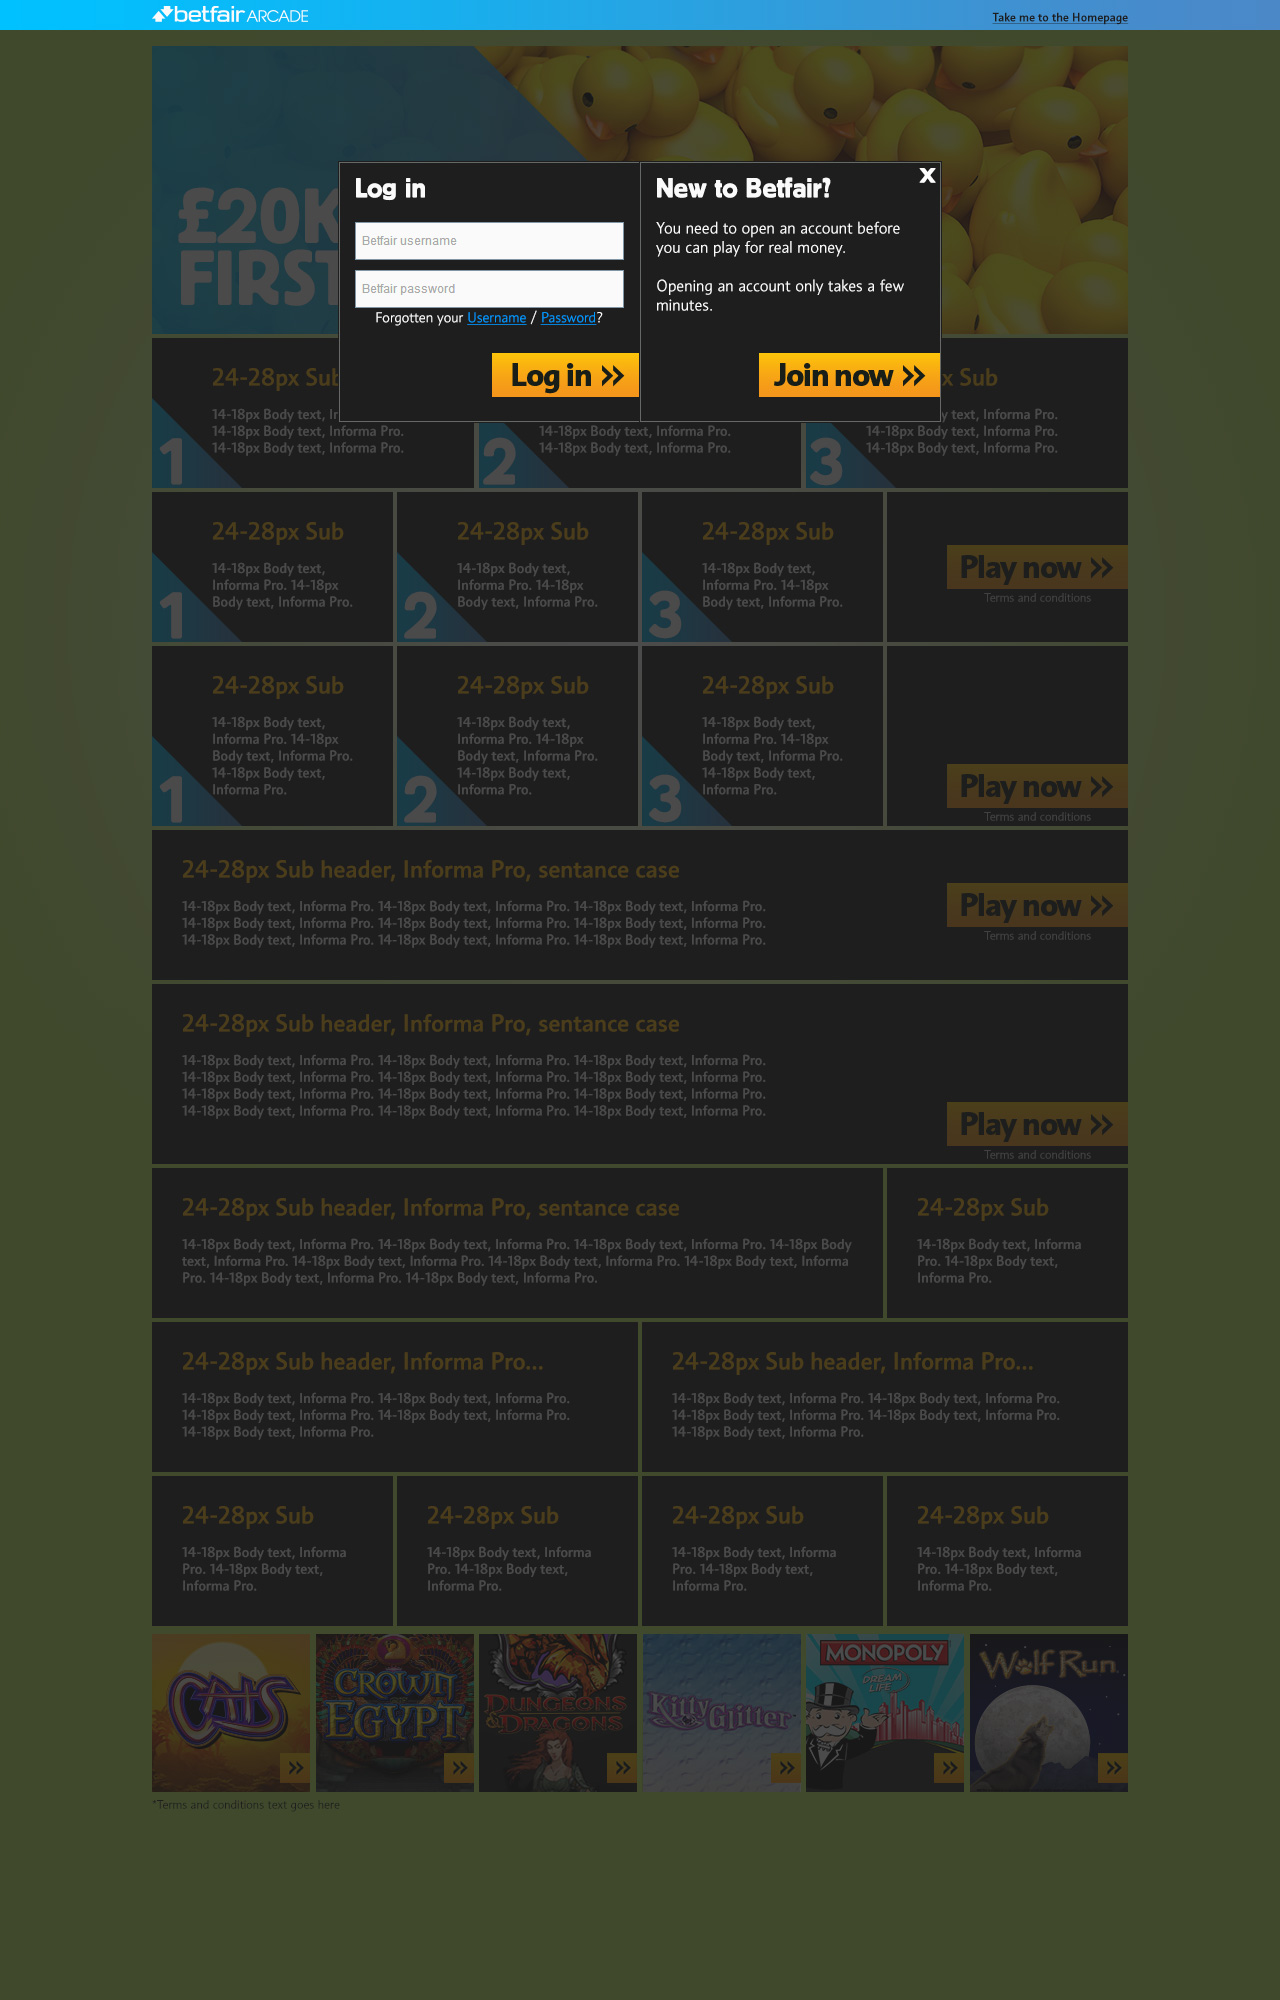 betfair ARCADE
Take me to the Homepage
£20K
FIRST
Log in
Betfair username
Betfair password
Forgotten your Username / Password?
Log in »
New to Betfair?
X
You need to open an account before
you can play for real money.
Opening an account only takes a few
minutes.
Join now »
1
24-28px Sub
14-18px Body text,
14-18px Body text, Informa Pro.
14-18px Body text, Informa Pro.
2
14-18px Body text, Informa Pro.
14-18px Body text, Informa Pro.
3
x Sub
text, Informa Pro.
14-18px Body text, Informa Pro.
14-18px Body text, Informa Pro.
1
24-28px Sub
14-18px Body text,
Informa Pro. 14-18px
Body text, Informa Pro.
2
24-28px Sub
14-18px Body text,
Informa Pro. 14-18px
Body text, Informa Pro.
3
24-28px Sub
14-18px Body text,
Informa Pro. 14-18px
Body text, Informa Pro.
Play now »
Terms and conditions
1
24-28px Sub
14-18px Body text,
Informa Pro. 14-18px
Body text, Informa Pro.
14-18px Body text,
Informa Pro.
2
24-28px Sub
14-18px Body text,
Informa Pro. 14-18px
Body text, Informa Pro.
14-18px Body text,
Informa Pro.
3
24-28px Sub
14-18px Body text,
Informa Pro. 14-18px
Body text, Informa Pro.
14-18px Body text,
Informa Pro.
Play now »
Terms and conditions
24-28px Sub header, Informa Pro, sentance case
14-18px Body text, Informa Pro. 14-18px Body text, Informa Pro. 14-18px Body text, Informa Pro.
14-18px Body text, Informa Pro. 14-18px Body text, Informa Pro. 14-18px Body text, Informa Pro.
14-18px Body text, Informa Pro. 14-18px Body text, Informa Pro. 14-18px Body text, Informa Pro.
Play now »
Terms and conditions
24-28px Sub header, Informa Pro, sentance case
14-18px Body text, Informa Pro. 14-18px Body text, Informa Pro. 14-18px Body text, Informa Pro.
14-18px Body text, Informa Pro. 14-18px Body text, Informa Pro. 14-18px Body text, Informa Pro.
14-18px Body text, Informa Pro. 14-18px Body text, Informa Pro. 14-18px Body text, Informa Pro.
14-18px Body text, Informa Pro. 14-18px Body text, Informa Pro. 14-18px Body text, Informa Pro.
Play now »
Terms and conditions
24-28px Sub header, Informa Pro, sentance case
14-18px Body text, Informa Pro. 14-18px Body text, Informa Pro. 14-18px Body text, Informa Pro. 14-18px Body
text, Informa Pro. 14-18px Body text, Informa Pro. 14-18px Body text, Informa Pro. 14-18px Body text, Informa
Pro. 14-18px Body text, Informa Pro. 14-18px Body text, Informa Pro.
24-28px Sub
14-18px Body text, Informa
Pro. 14-18px Body text,
Informa Pro.
24-28px Sub header, Informa Pro...
14-18px Body text, Informa Pro. 14-18px Body text, Informa Pro.
14-18px Body text, Informa Pro. 14-18px Body text, Informa Pro.
14-18px Body text, Informa Pro.
24-28px Sub header, Informa Pro...
14-18px Body text, Informa Pro. 14-18px Body text, Informa Pro.
14-18px Body text, Informa Pro. 14-18px Body text, Informa Pro.
14-18px Body text, Informa Pro.
24-28px Sub
14-18px Body text, Informa
Pro. 14-18px Body text,
Informa Pro.
24-28px Sub
14-18px Body text, Informa
Pro. 14-18px Body text,
Informa Pro.
24-28px Sub
14-18px Body text, Informa
Pro. 14-18px Body text,
Informa Pro.
24-28px Sub
14-18px Body text, Informa
Pro. 14-18px Body text,
Informa Pro.
CATS
2
CROWN
EGYPT
DUNGEONS
& DRAGONS
Kitty Glitter
MONOPOLY
DREAM
LIFE
Wolf Run
*Terms and conditions text goes here